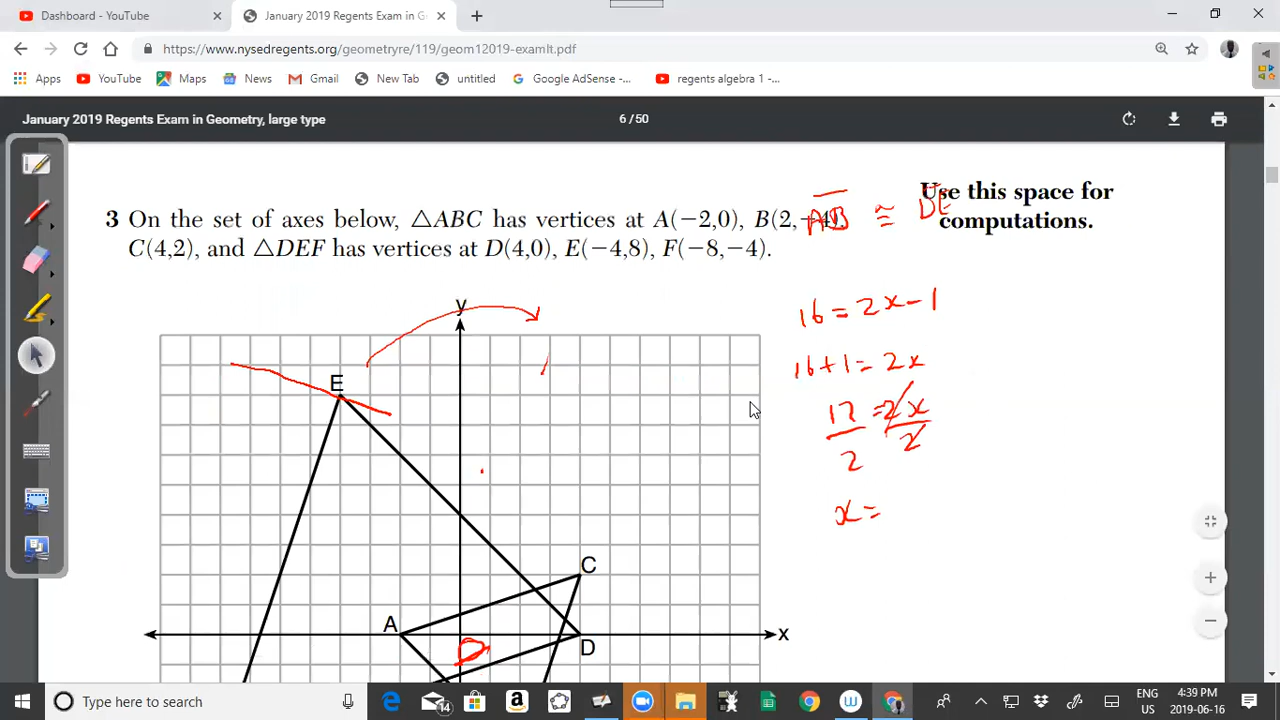 Dashboard - YouTube
January 2019 Regents Exam in G
https://www.nysedregents.org/geometryre/119/geom12019-examlt.pdf
Apps YouTube Maps News Gmail New Tab untitled Google AdSense -... regents algebra 1 -...
January 2019 Regents Exam in Geometry, large type
6 / 50
3 On the set of axes below, △ABC has vertices at A(−2,0), B(2,−4),
C(4,2), and △DEF has vertices at D(4,0), E(−4,8), F(−8,−4).
Use this space for
computations.
AB ≅ DE
16 = 2x - 1
16 + 1 = 2x
17 = 2x
2 2
x =
y
E
C
A
D
x
Type here to search
14
ENG
US
4:39 PM
2019-06-16